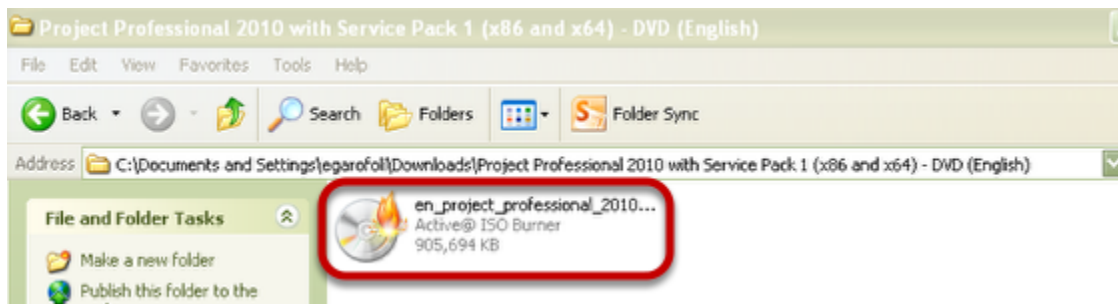 Project Professional 2010 with Service Pack 1 (x86 and x64) - DVD (English)
File Edit View Favorites Tools Help
Back Search Folders Folder Sync
Address C:\Documents and Settings\egarofoli\Downloads\Project Professional 2010 with Service Pack 1 (x86 and x64) - DVD (English)
File and Folder Tasks
Make a new folder
Publish this folder to the
en_project_professional_2010...
Active@ ISO Burner
905,694 KB